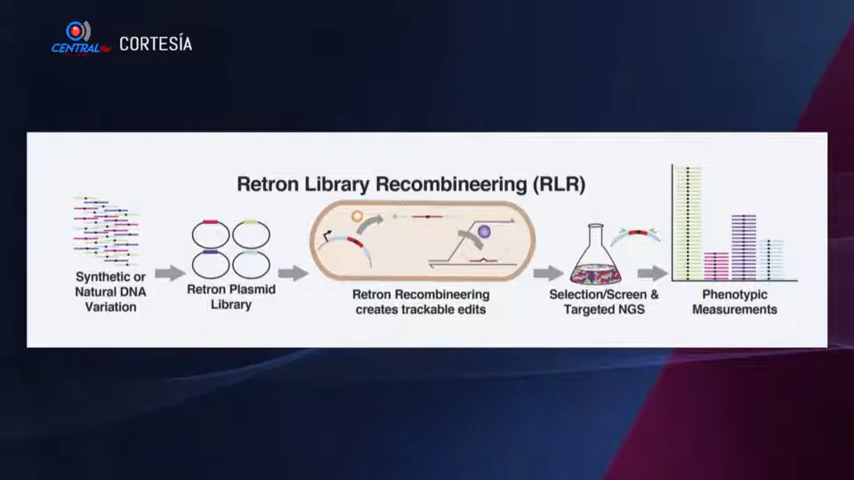 CENTRAL
CORTESÍA
Retron Library Recombineering (RLR)
Synthetic or
Natural DNA
Variation
Retron Plasmid
Library
Retron Recombineering
creates trackable edits
Selection/Screen &
Targeted NGS
Phenotypic
Measurements